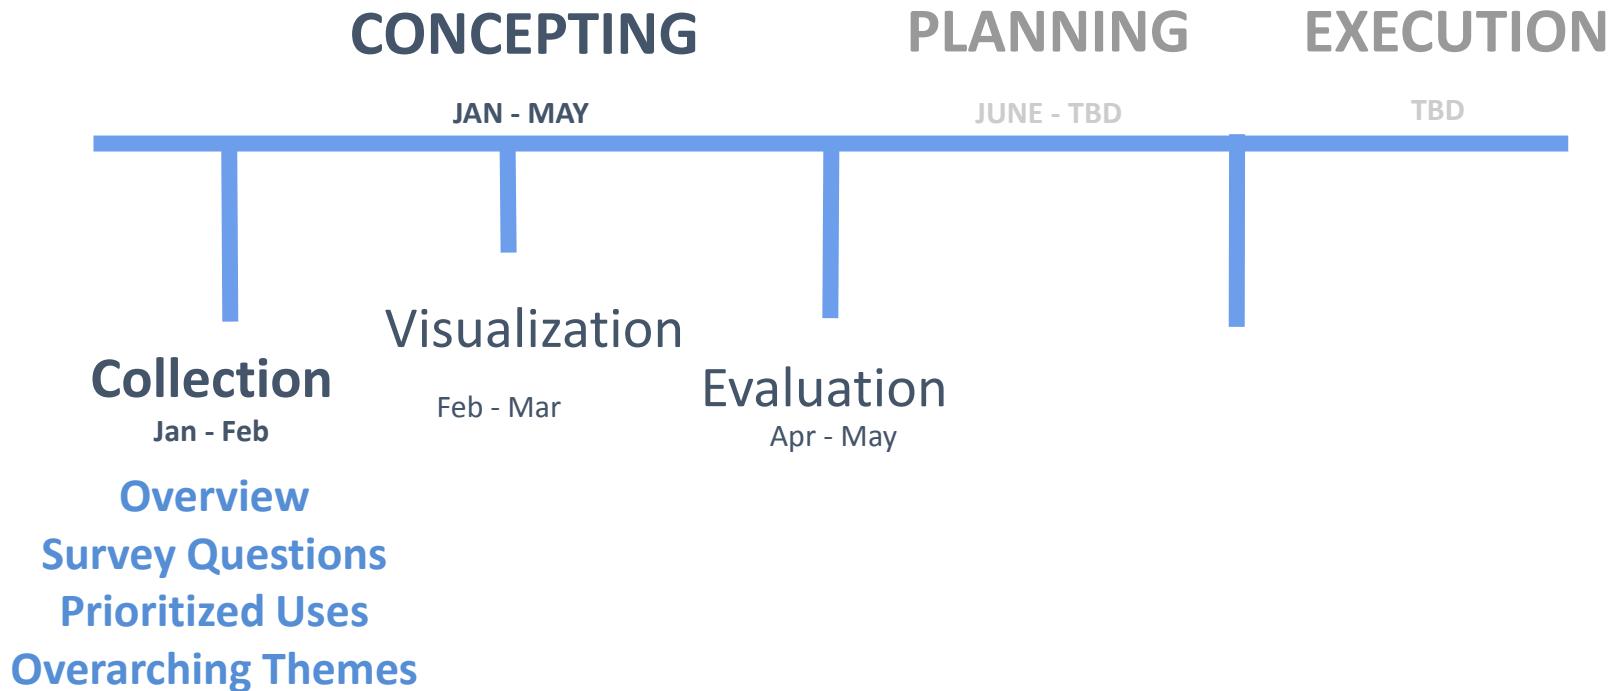 CONCEPTING
PLANNING
EXECUTION
JAN - MAY
JUNE - TBD
TBD
Visualization
Feb - Mar
Collection
Jan - Feb
Evaluation
Apr - May
Overview
Survey Questions
Prioritized Uses
Overarching Themes